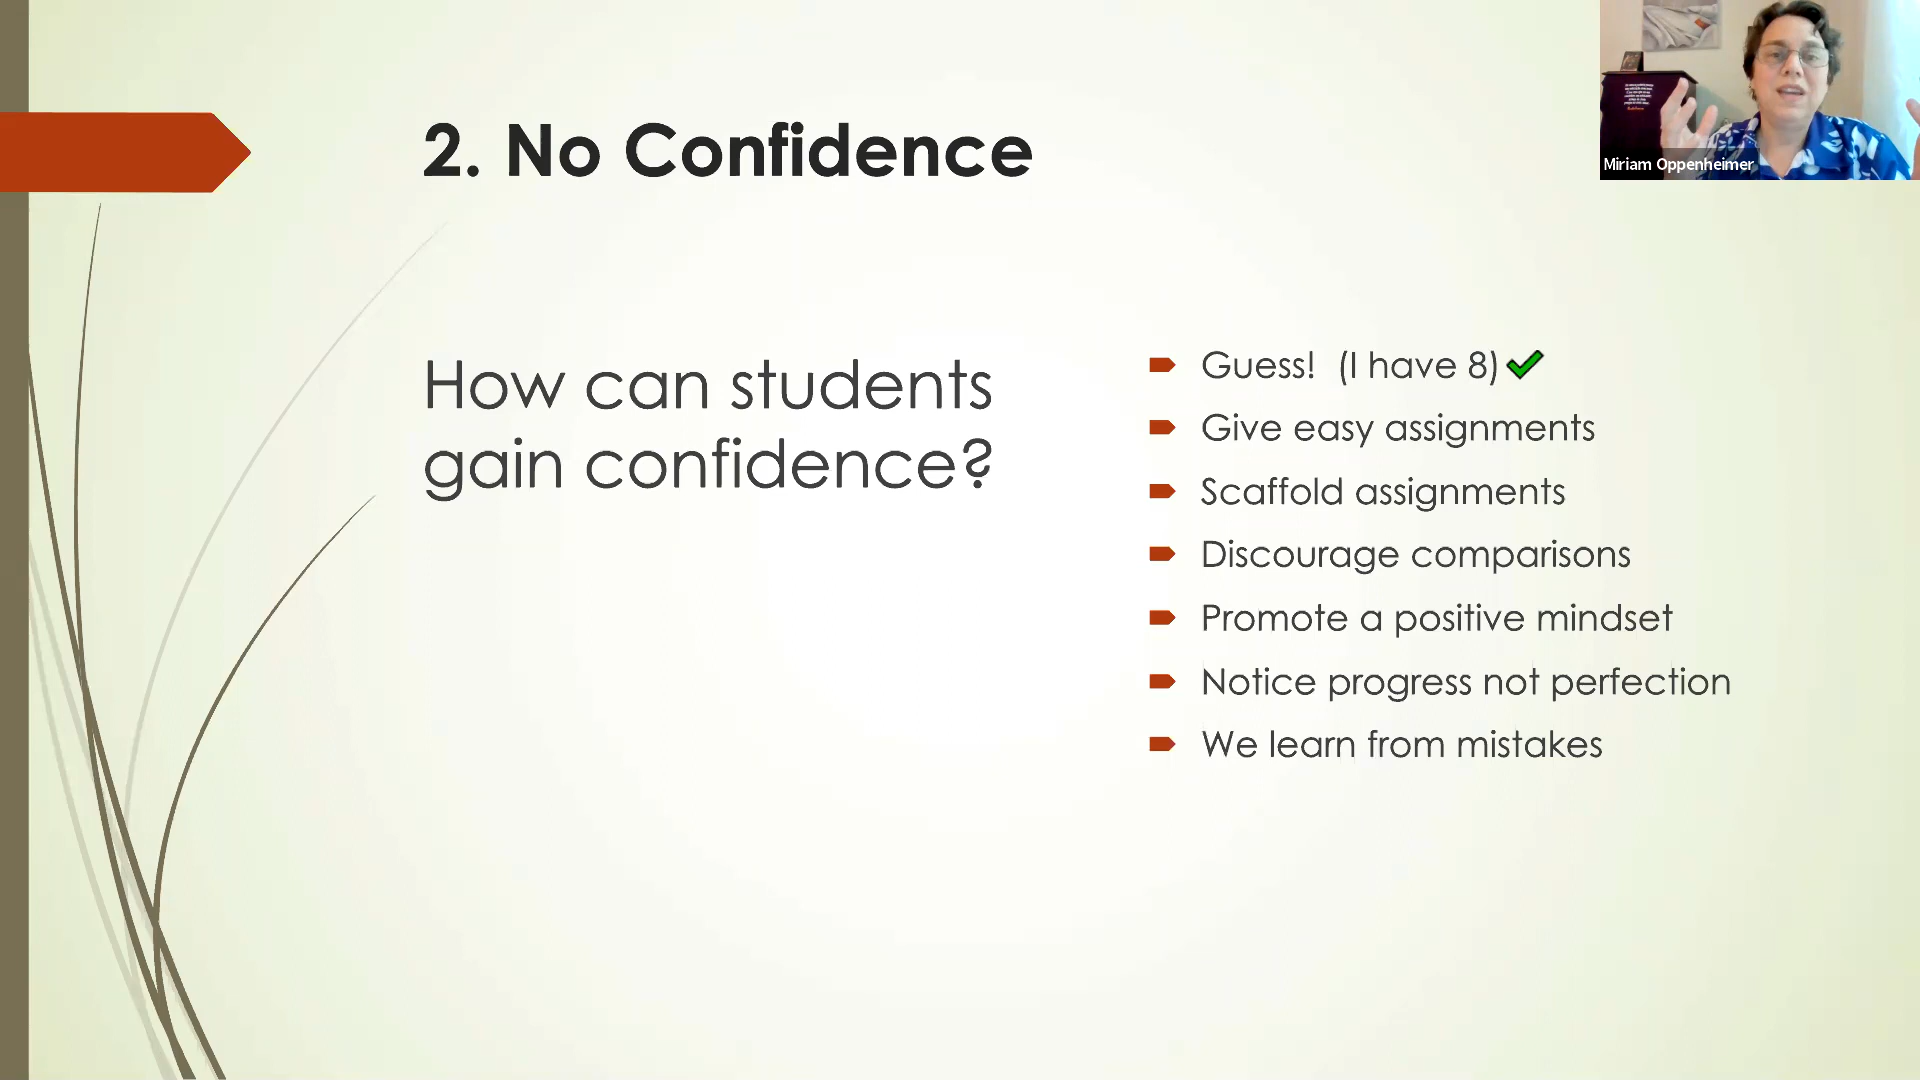 2. No Confidence
How can students
gain confidence?
Guess! (I have 8)
Give easy assignments
Scaffold assignments
Discourage comparisons
Promote a positive mindset
Notice progress not perfection
We learn from mistakes
Miriam Oppenheimer